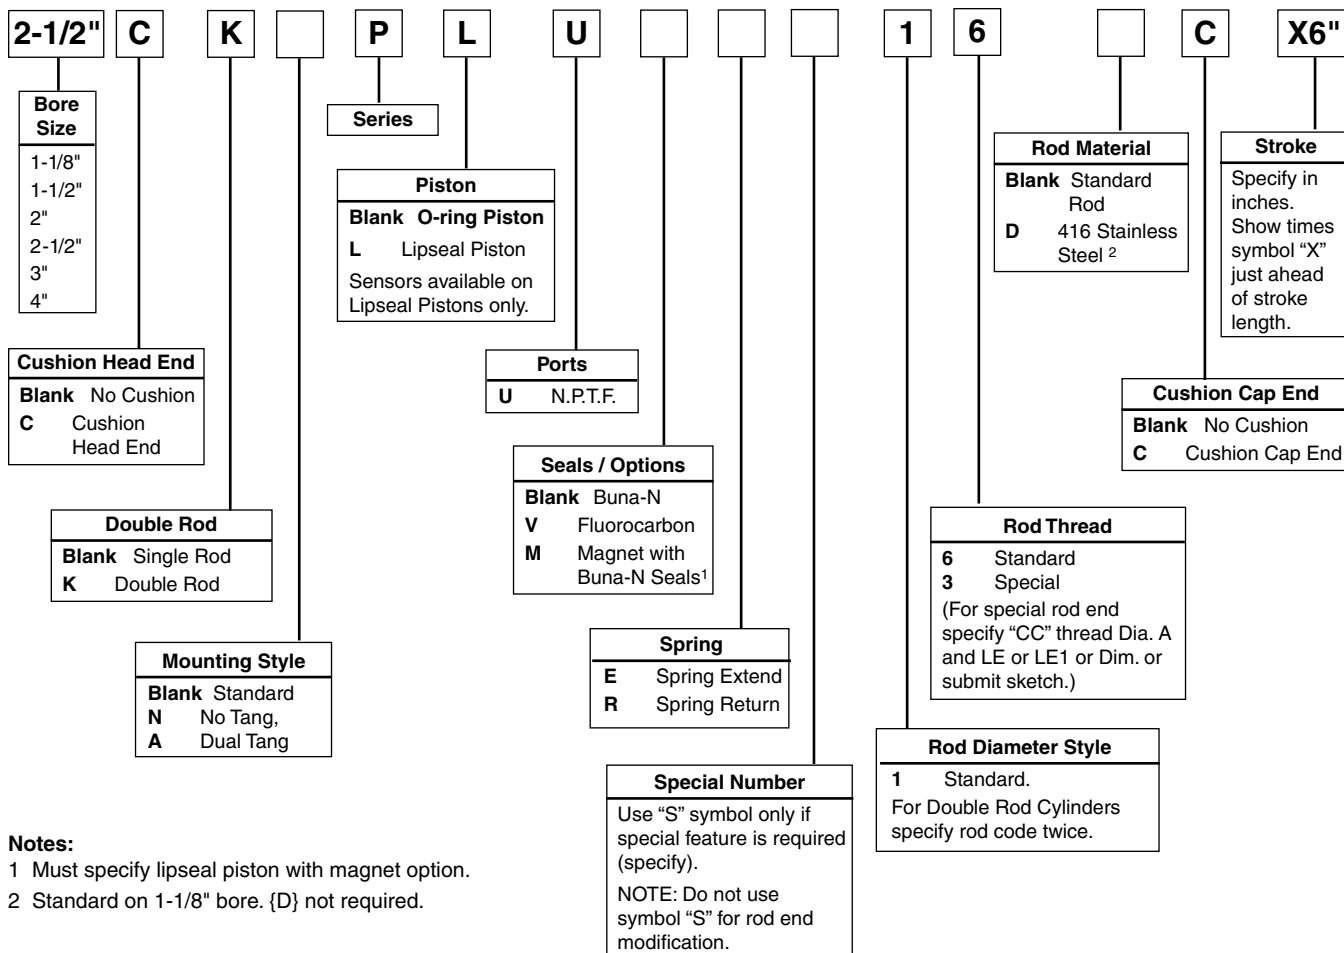 2-1/2" C K P L U 1 6 C X6"
Bore
Size
1-1/8"
1-1/2"
2"
2-1/2"
3"
4"
Series
Piston
Blank O-ring Piston
L Lipseal Piston
Sensors available on
Lipseal Pistons only.
Rod Material
Blank Standard
Rod
D 416 Stainless
Steel 2
Stroke
Specify in
inches.
Show times
symbol “X”
just ahead
of stroke
length.
Cushion Head End
Blank No Cushion
C Cushion
Head End
Ports
U N.P.T.F.
Cushion Cap End
Blank No Cushion
C Cushion Cap End
Seals / Options
Blank Buna-N
V Fluorocarbon
M Magnet with
Buna-N Seals1
Double Rod
Blank Single Rod
K Double Rod
Rod Thread
6 Standard
3 Special
(For special rod end
specify “CC” thread Dia. A
and LE or LE1 or Dim. or
submit sketch.)
Mounting Style
Blank Standard
N No Tang,
A Dual Tang
Spring
E Spring Extend
R Spring Return
Rod Diameter Style
1 Standard.
For Double Rod Cylinders
specify rod code twice.
Special Number
Use “S” symbol only if
special feature is required
(specify).
NOTE: Do not use
symbol “S” for rod end
modification.
Notes:
1 Must specify lipseal piston with magnet option.
2 Standard on 1-1/8" bore. {D} not required.